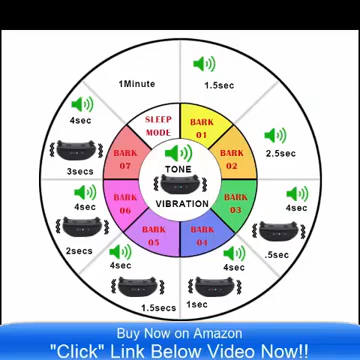 1Minute
1.5sec
2.5sec
4sec
.5sec
4sec
1sec
4sec
1.5secs
4sec
2secs
4sec
3secs
SLEEP
MODE
BARK
01
BARK
02
BARK
03
BARK
04
BARK
05
BARK
06
BARK
07
TONE
VIBRATION
Buy Now on Amazon
"Click" Link Below Video Now!!